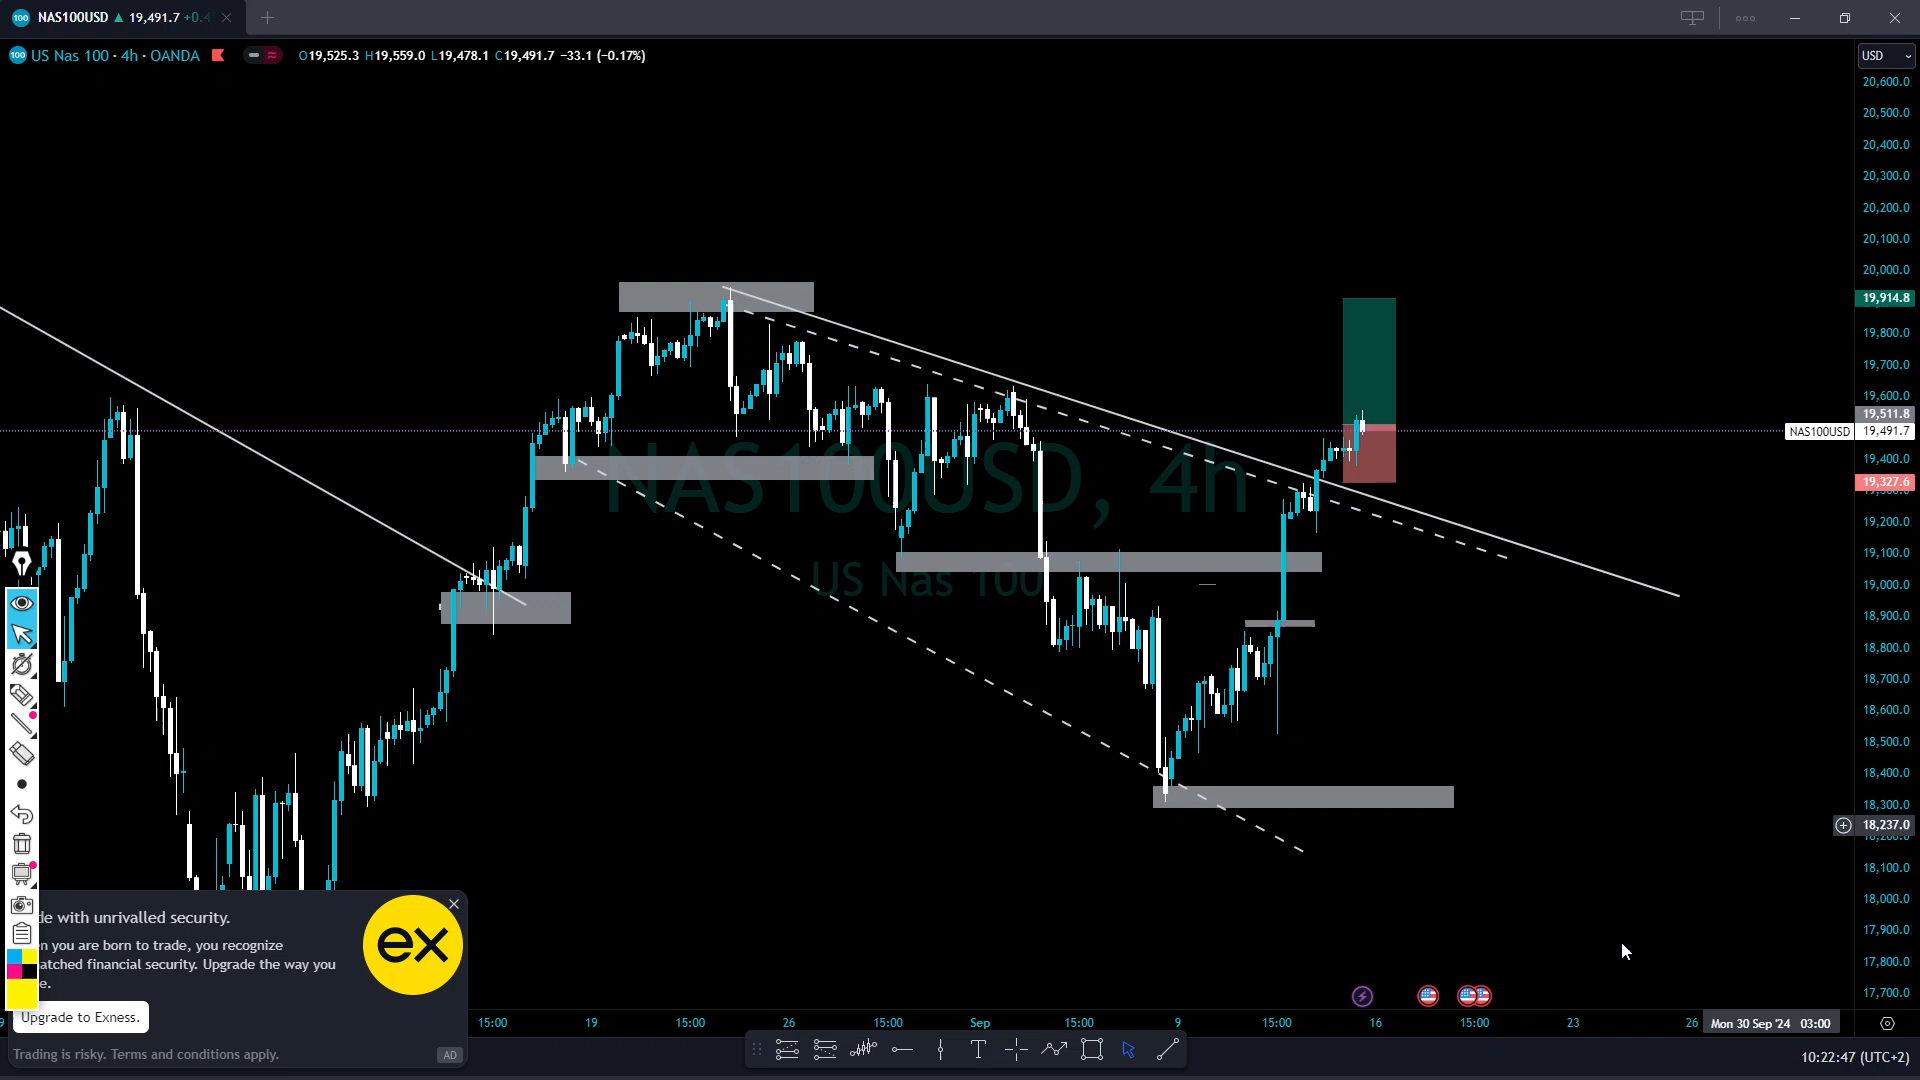 NAS100USD ▲ 19,491.7 +0.4
US Nas 100 · 4h · OANDA
O19,525.3 H19,559.0 L19,478.1 C19,491.7 −33.1 (−0.17%)
USD
20,600.0
20,500.0
20,400.0
20,300.0
20,200.0
20,100.0
20,000.0
19,914.8
19,800.0
19,700.0
19,600.0
19,511.8
NAS100USD 19,491.7
19,400.0
19,327.6
19,300.0
19,200.0
19,100.0
19,000.0
18,900.0
18,800.0
18,700.0
18,600.0
18,500.0
18,400.0
18,300.0
18,237.0
18,200.0
18,100.0
18,000.0
17,900.0
17,800.0
17,700.0
NAS100USD, 4h
US Nas 100
de with unrivalled security.
en you are born to trade, you recognize
atched financial security. Upgrade the way you
e.
ex
Upgrade to Exness.
Trading is risky. Terms and conditions apply.
AD
15:00 19 15:00 26 15:00 Sep 15:00 9 15:00 16 15:00 23 26 Mon 30 Sep '24 03:00
10:22:47 (UTC+2)